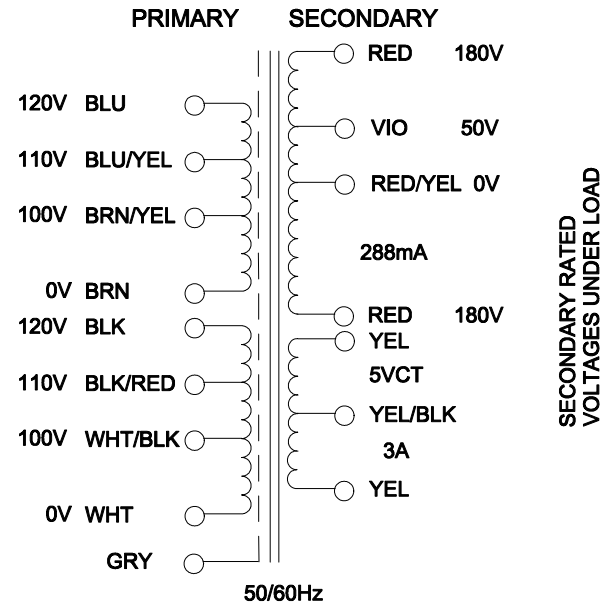 PRIMARY SECONDARY
RED 180V
120V BLU
VIO 50V
110V BLU/YEL
RED/YEL 0V
100V BRN/YEL
288mA
0V BRN
RED 180V
120V BLK
YEL
5VCT
110V BLK/RED
YEL/BLK
100V WHT/BLK
3A
YEL
0V WHT
GRY
50/60Hz
SECONDARY RATED
VOLTAGES UNDER LOAD